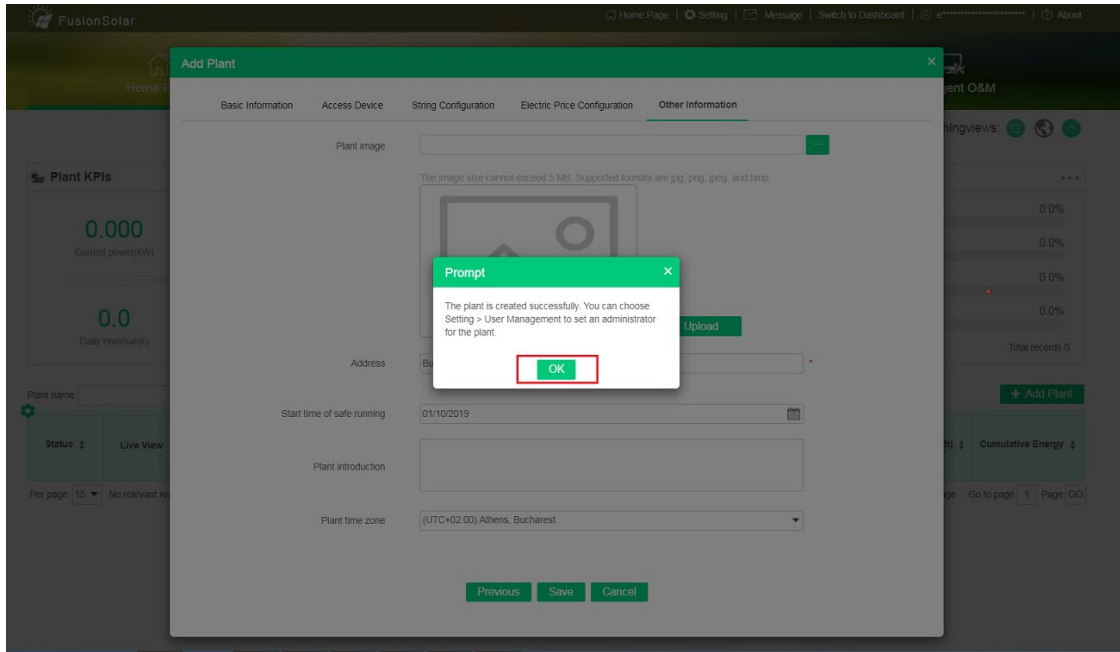 FusionSolar
Home Page | Setting | Message | Switch to Dashboard | e*********************** | About
Home
Add Plant
O&M
Basic Information Access Device String Configuration Electric Price Configuration Other Information
Plant image
...
The image size cannot exceed 5 MB. Supported formats are jpg, png, jpeg, and bmp.
Plant KPIs
...
0.000
Current power(kW)
0.0
Daily revenue(€)
0.0%
0.0%
0.0%
0.0%
Total records 0
Prompt
The plant is created successfully. You can choose
Setting > User Management to set an administrator
for the plant.
OK
Upload
Address
Bu
*
Plant name
+ Add Plant
Start time of safe running 01/10/2019
Status Live View
Cumulative Energy
Plant introduction
Per page: 15 No relevant
Go to page 1 Page GO
Plant time zone (UTC+02:00) Athens, Bucharest
Previous Save Cancel